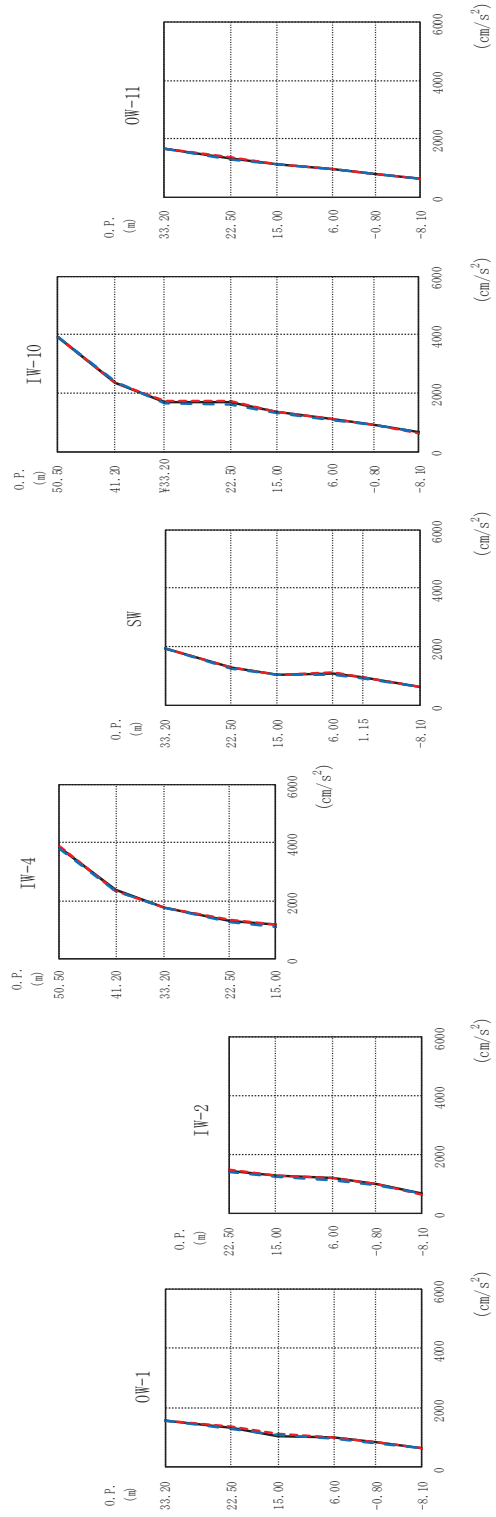 OW-1
O.P.
(m)
33.20
22.50
15.00
6.00
-0.80
-8.10
0
2000
4000
6000
(cm/s²)
IW-2
O.P.
(m)
22.50
15.00
6.00
-0.80
-8.10
0
2000
4000
6000
(cm/s²)
IW-4
O.P.
(m)
50.50
41.20
33.20
22.50
15.00
0
2000
4000
6000
(cm/s²)
SW
O.P.
(m)
33.20
22.50
15.00
6.00
1.15
-8.10
0
2000
4000
6000
(cm/s²)
IW-10
O.P.
(m)
50.50
41.20
¥33.20
22.50
15.00
6.00
-0.80
-8.10
0
2000
4000
6000
(cm/s²)
OW-11
O.P.
(m)
33.20
22.50
15.00
6.00
-0.80
-8.10
0
2000
4000
6000
(cm/s²)